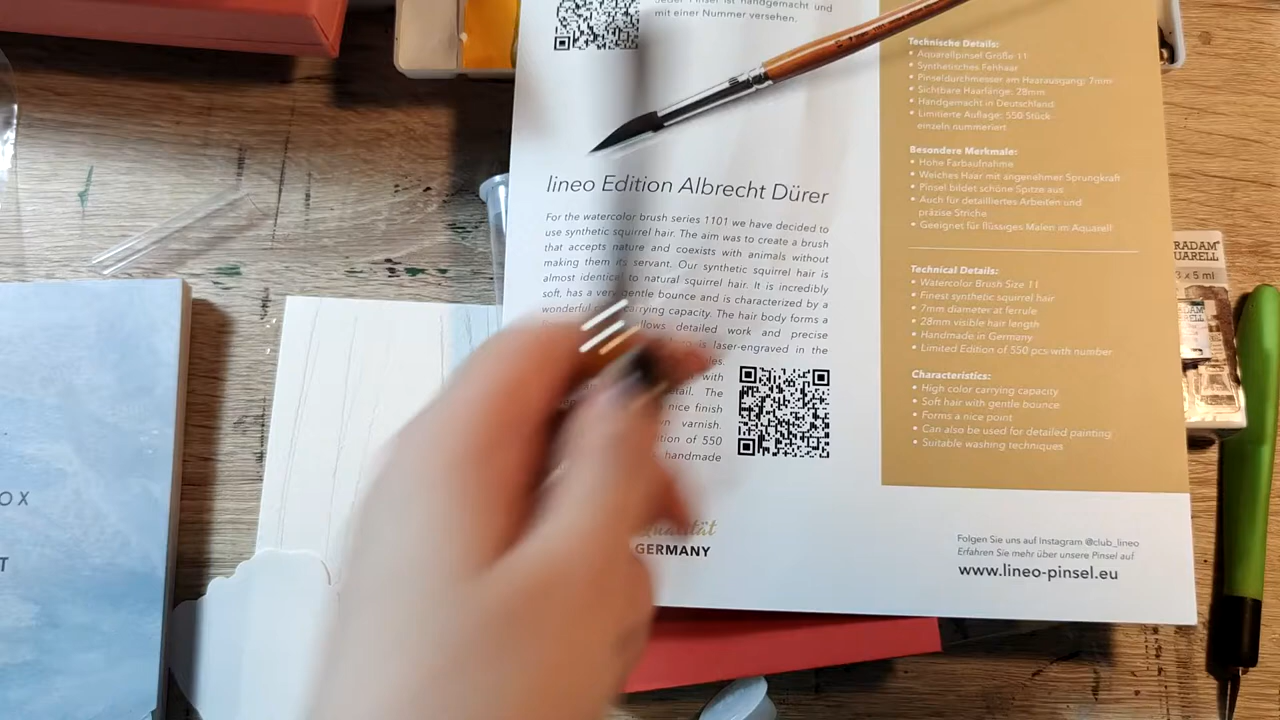 Jeder Pinsel ist handgemacht und
mit einer Nummer versehen.
lineo Edition Albrecht Dürer
For the watercolor brush series 1101 we have decided to
use synthetic squirrel hair. The aim was to create a brush
that accepts nature and coexists with animals without
making them its servant. Our synthetic squirrel hair is
almost identical to natural squirrel hair. It is incredibly
soft, has a very gentle bounce and is characterized by a
wonderful carrying capacity. The hair body forms a
allows detailed work and precise
is laser-engraved in the
with
The
nice finish
varnish.
of 550
handmade
Qualität
GERMANY
Technische Details:
• Aquarellpinsel Größe 11
• Synthetisches Fehhaar
• Pinseldurchmesser am Haarausgang: 7mm
• Sichtbare Haarlänge: 28mm
• Handgemacht in Deutschland
• Limitierte Auflage: 550 Stück -
einzeln nummeriert
Besondere Merkmale:
• Hohe Farbaufnahme
• Weiches Haar mit angenehmer Sprungkraft
• Pinsel bildet schöne Spitze aus
• Auch für detailliertes Arbeiten und
präzise Striche
• Geeignet für flüssiges Malen im Aquarell
Technical Details:
• Watercolor Brush Size 11
• Finest synthetic squirrel hair
• 7mm diameter at ferrule
• 28mm visible hair length
• Handmade in Germany
• Limited Edition of 550 pcs with number
Characteristics:
• High color carrying capacity
• Soft hair with gentle bounce
• Forms a nice point
• Can also be used for detailed painting
• Suitable washing techniques
Folgen Sie uns auf Instagram @club_lineo
Erfahren Sie mehr über unsere Pinsel auf
www.lineo-pinsel.eu
RADAM
QUARELL
3 x 5 ml
OX
T